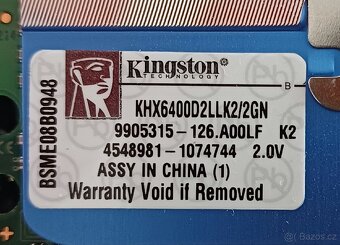 Kingston
TECHNOLOGY
B
BSME08B0948
KHX6400D2LLK2/2GN
9905315-126.A00LF K2
4548981-1074744 2.0V
ASSY IN CHINA (1)
Warranty Void if Removed